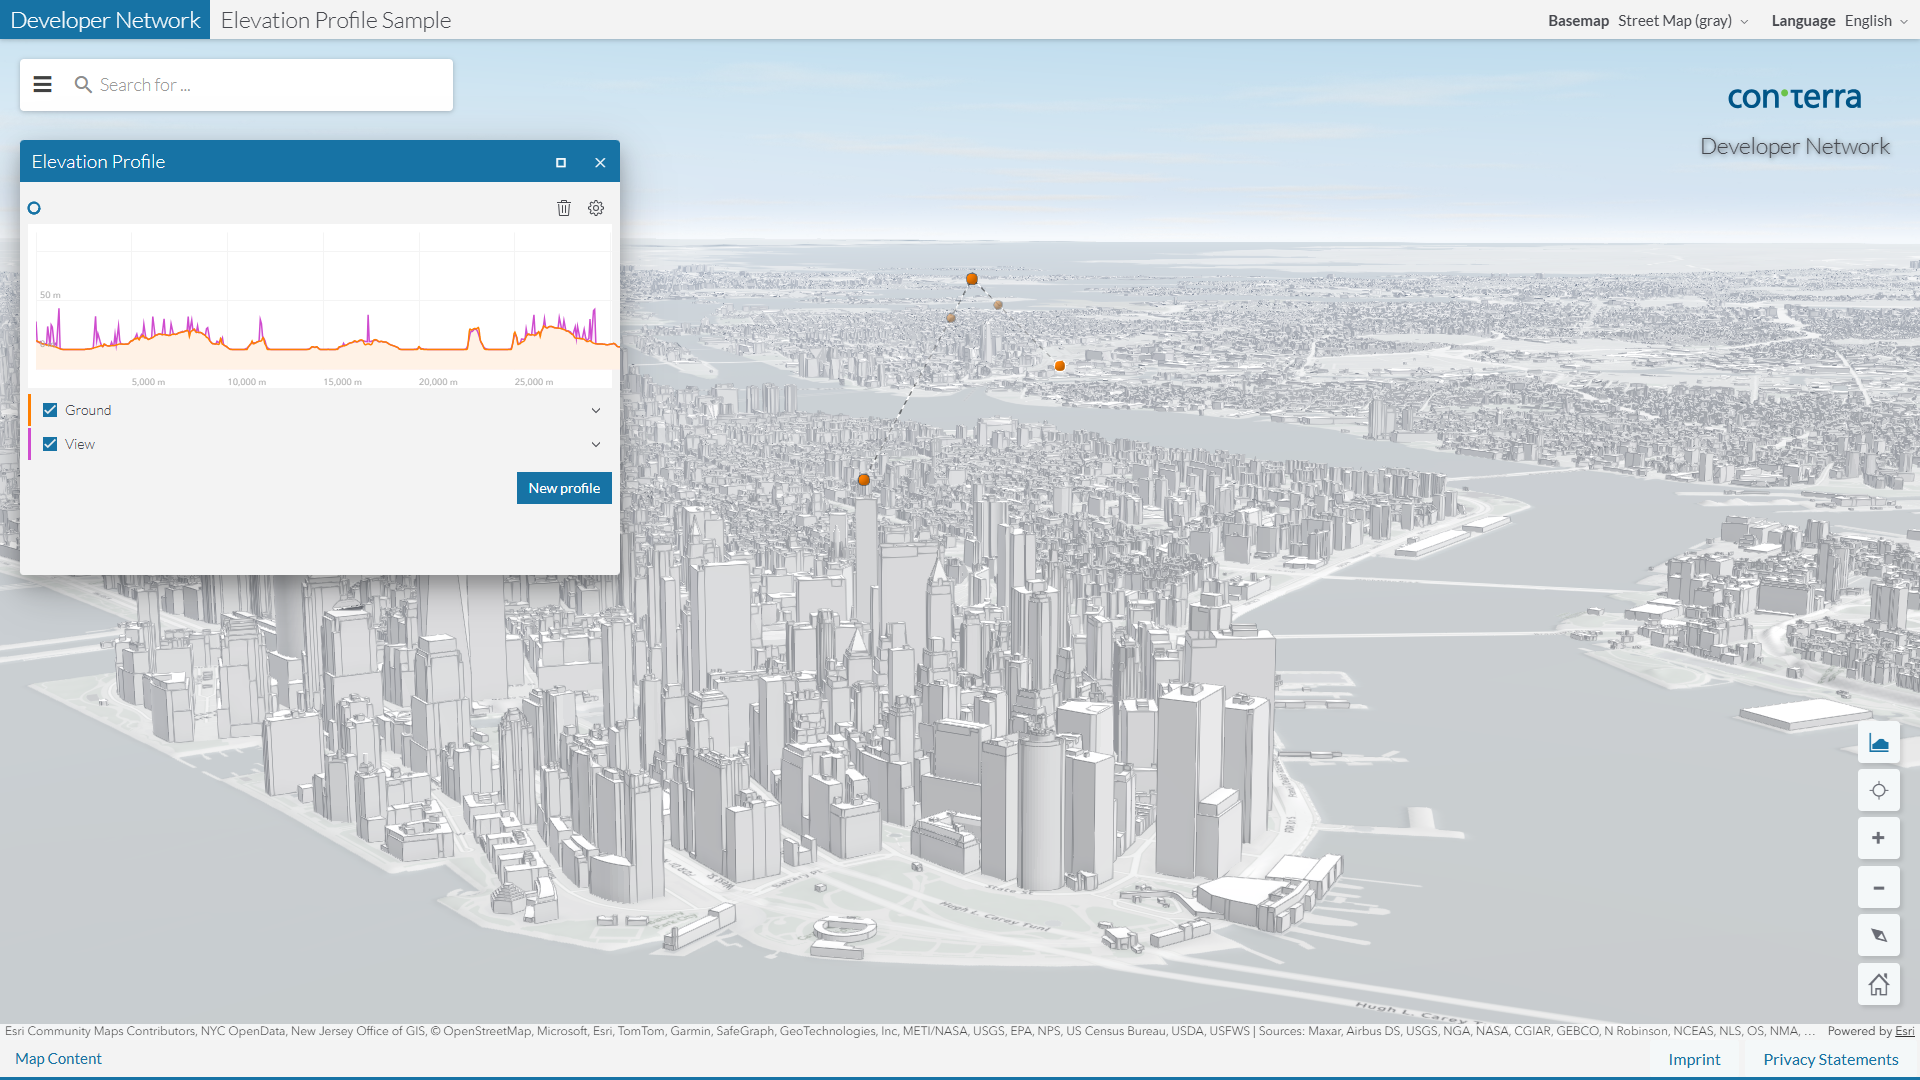 Developer Network
Elevation Profile Sample
Basemap Street Map (gray)
Language English
Search for ...
con terra
Developer Network
Elevation Profile
50 m
5,000 m
10,000 m
15,000 m
20,000 m
25,000 m
Ground
View
New profile
State St
Hugh L. Carey Tunl
Esri Community Maps Contributors, NYC OpenData, New Jersey Office of GIS, © OpenStreetMap, Microsoft, Esri, TomTom, Garmin, SafeGraph, GeoTechnologies, Inc, METI/NASA, USGS, EPA, NPS, US Census Bureau, USDA, USFWS | Sources: Maxar, Airbus DS, USGS, NGA, NASA, CGIAR, GEBCO, N Robinson, NCEAS, NLS, OS, NMA, ...
Powered by Esri
Map Content
Imprint
Privacy Statements